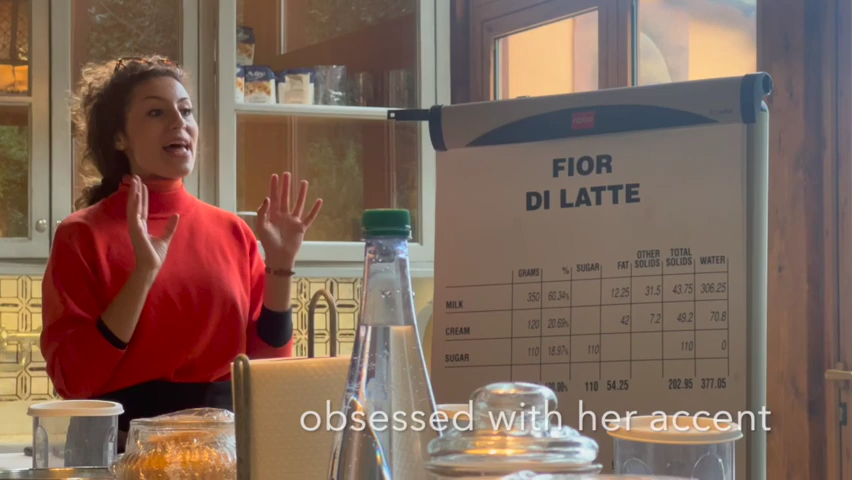 FIOR
DI LATTE
GRAMS % SUGAR FAT OTHER SOLIDS TOTAL SOLIDS WATER
MILK 350 60.34% 12.25 31.5 43.75 306.25
CREAM 120 20.69% 42 7.2 49.2 70.8
SUGAR 110 18.97% 110 110 0
110 54.25 202.95 377.05
obsessed with her accent